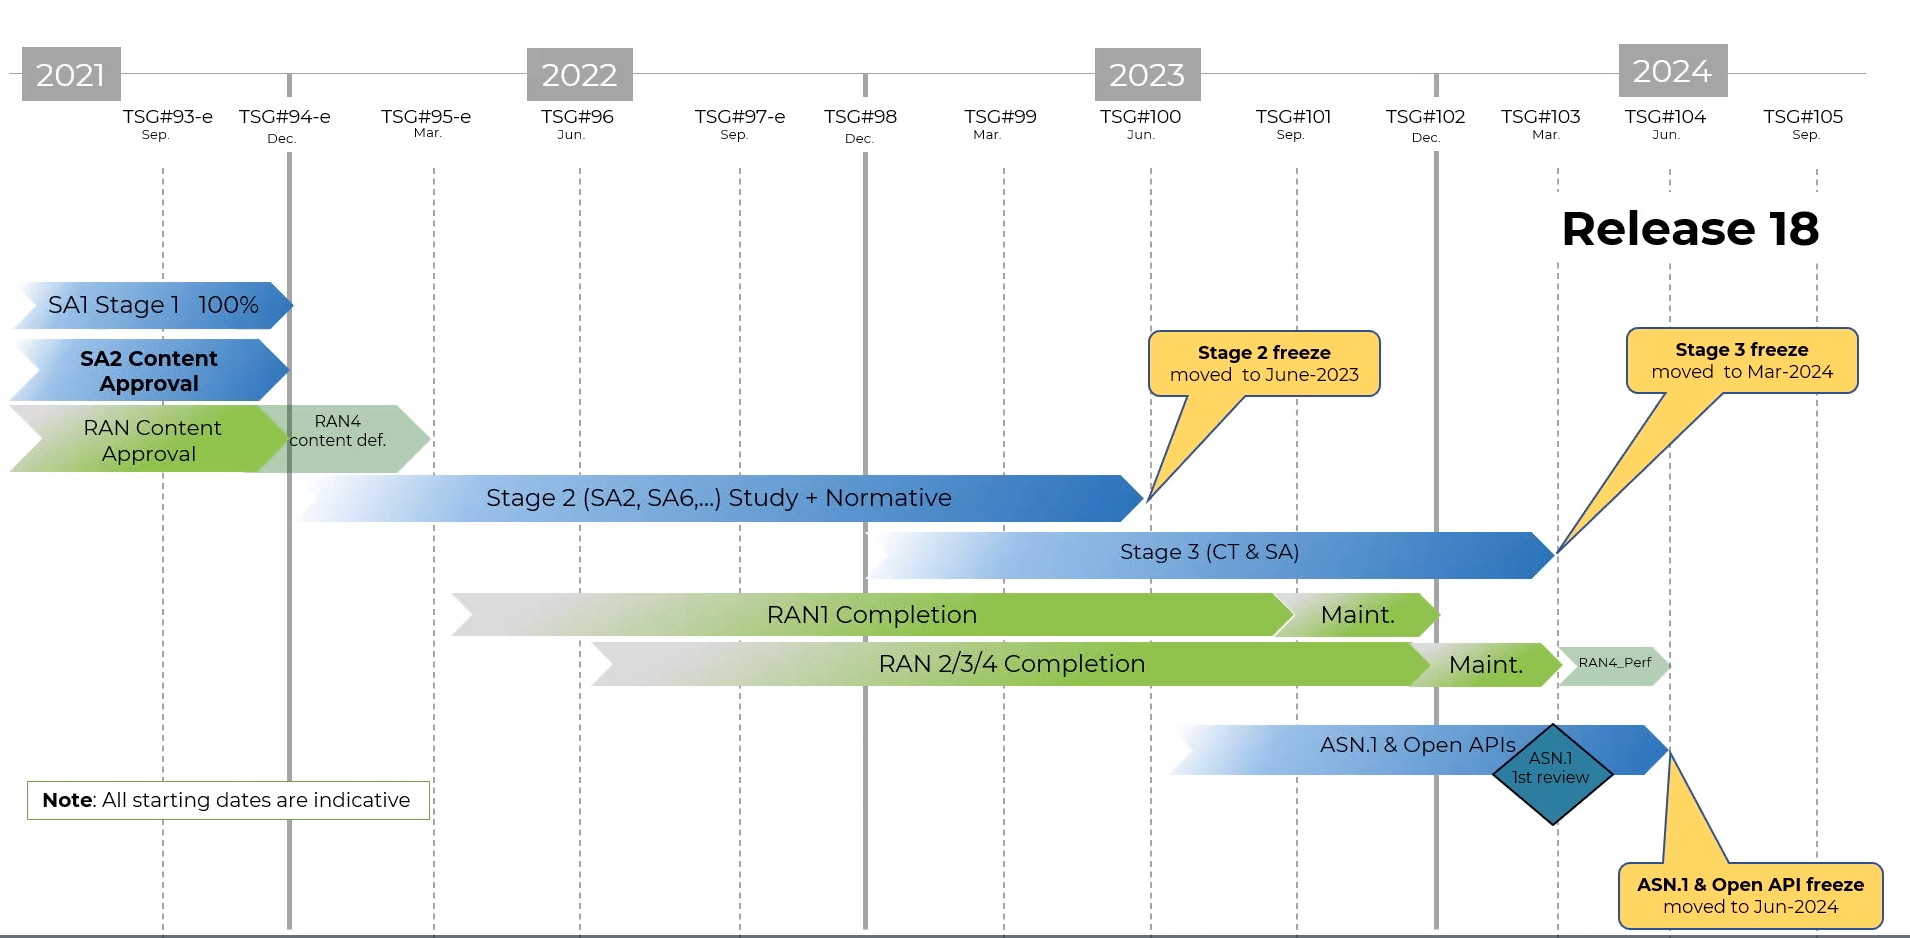 2021
2022
2023
2024
TSG#93-e
Sep.
TSG#94-e
Dec.
TSG#95-e
Mar.
TSG#96
Jun.
TSG#97-e
Sep.
TSG#98
Dec.
TSG#99
Mar.
TSG#100
Jun.
TSG#101
Sep.
TSG#102
Dec.
TSG#103
Mar.
TSG#104
Jun.
TSG#105
Sep.
Release 18
SA1 Stage 1 100%
SA2 Content
Approval
RAN Content
Approval
RAN4
content def.
Stage 2 freeze
moved to June-2023
Stage 3 freeze
moved to Mar-2024
Stage 2 (SA2, SA6,...) Study + Normative
Stage 3 (CT & SA)
RAN1 Completion
Maint.
RAN 2/3/4 Completion
Maint.
RAN4_Perf
ASN.1 & Open APIs
ASN.1
1st review
Note: All starting dates are indicative
ASN.1 & Open API freeze
moved to Jun-2024